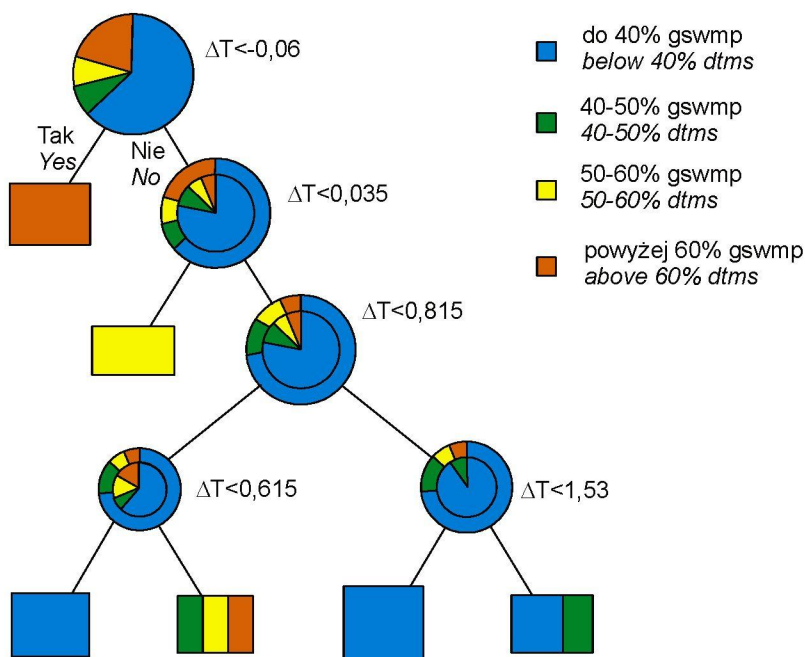 ΔT<-0,06
Tak
Yes
Nie
No
ΔT<0,035
ΔT<0,815
ΔT<0,615
ΔT<1,53
do 40% gswmp
below 40% dtms
40-50% gswmp
40-50% dtms
50-60% gswmp
50-60% dtms
powyżej 60% gswmp
above 60% dtms